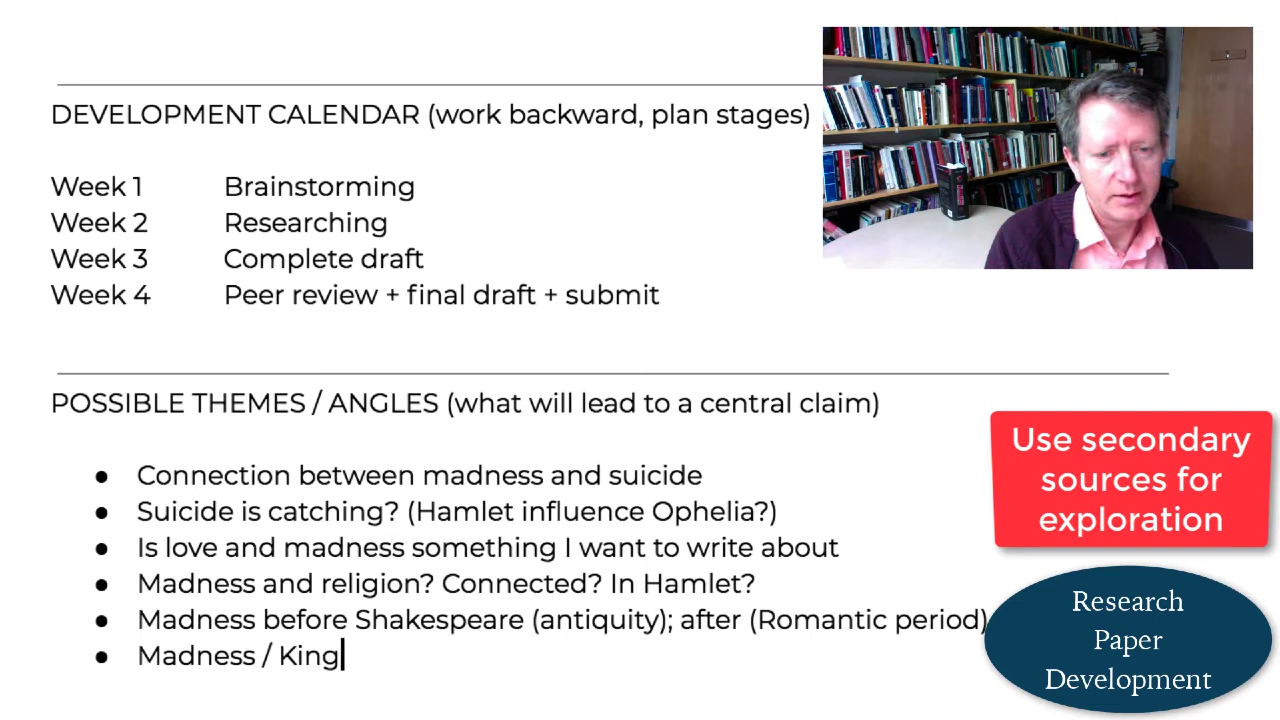 DEVELOPMENT CALENDAR (work backward, plan stages)
Week 1 Brainstorming
Week 2 Researching
Week 3 Complete draft
Week 4 Peer review + final draft + submit
POSSIBLE THEMES / ANGLES (what will lead to a central claim)
● Connection between madness and suicide
● Suicide is catching? (Hamlet influence Ophelia?)
● Is love and madness something I want to write about
● Madness and religion? Connected? In Hamlet?
● Madness before Shakespeare (antiquity); after (Romantic period)
● Madness / King
Use secondary
sources for
exploration
Research
Paper
Development